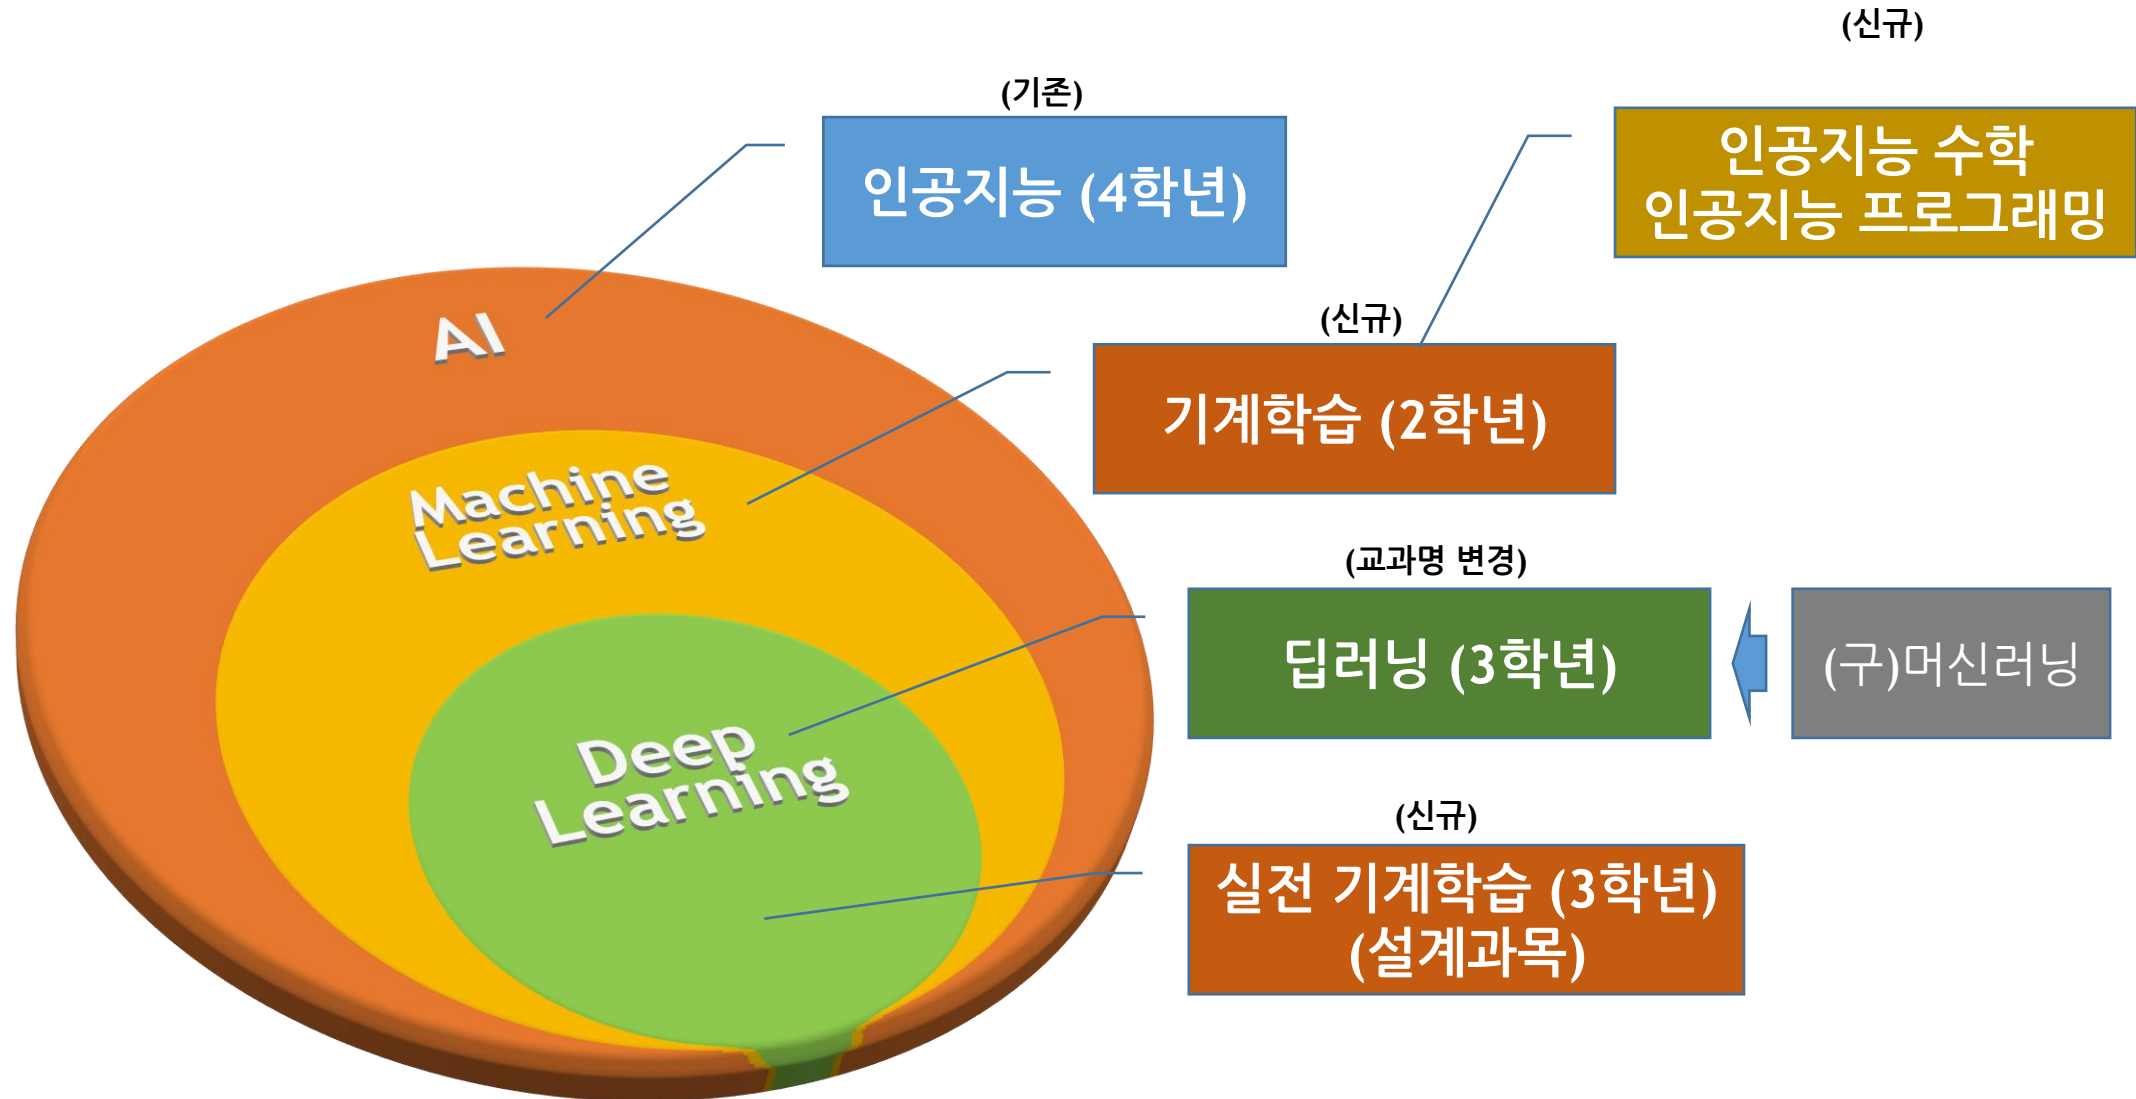 (신규)
(기존)
인공지능 (4학년)
인공지능 수학
인공지능 프로그래밍
AI
(신규)
기계학습 (2학년)
Machine
Learning
(교과명 변경)
딥러닝 (3학년)
(구)머신러닝
Deep
Learning
(신규)
실전 기계학습 (3학년)
(설계과목)